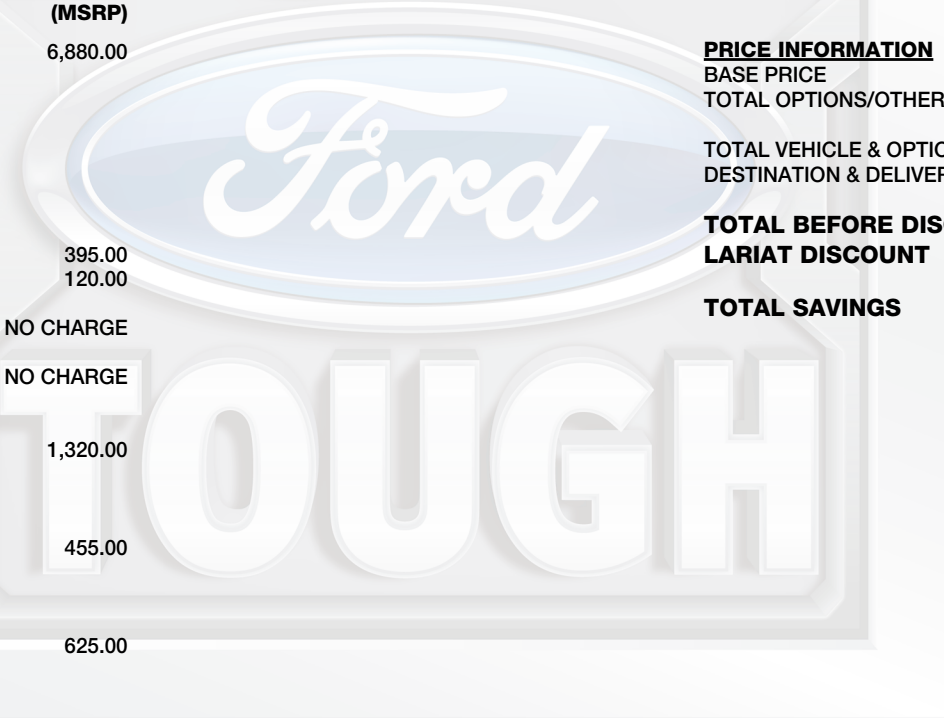 (MSRP)
6,880.00
395.00
120.00
NO CHARGE
NO CHARGE
1,320.00
455.00
625.00
Ford
TOUGH
PRICE INFORMATION
BASE PRICE
TOTAL OPTIONS/OTHER
TOTAL VEHICLE & OPTIO
DESTINATION & DELIVER
TOTAL BEFORE DISC
LARIAT DISCOUNT
TOTAL SAVINGS